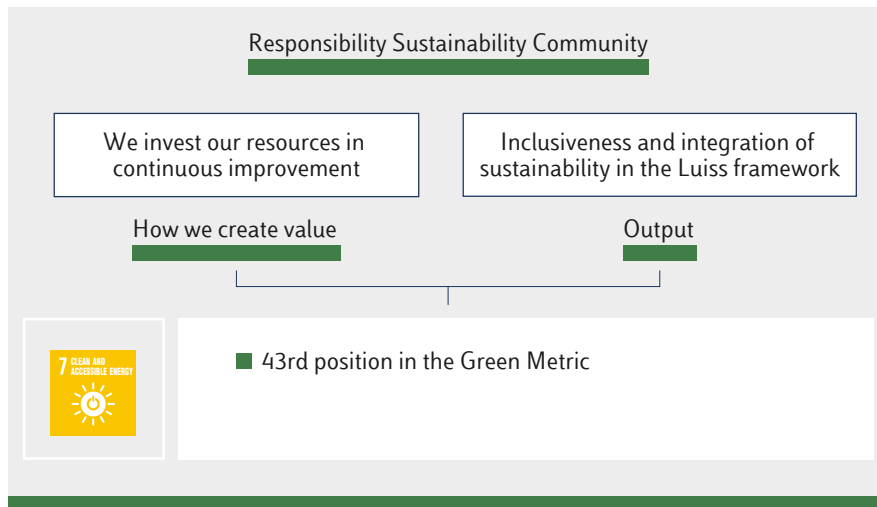 Responsibility Sustainability Community
We invest our resources in
continuous improvement
Inclusiveness and integration of
sustainability in the Luiss framework
How we create value
Output
7 CLEAN AND
ACCESSIBLE ENERGY
43rd position in the Green Metric